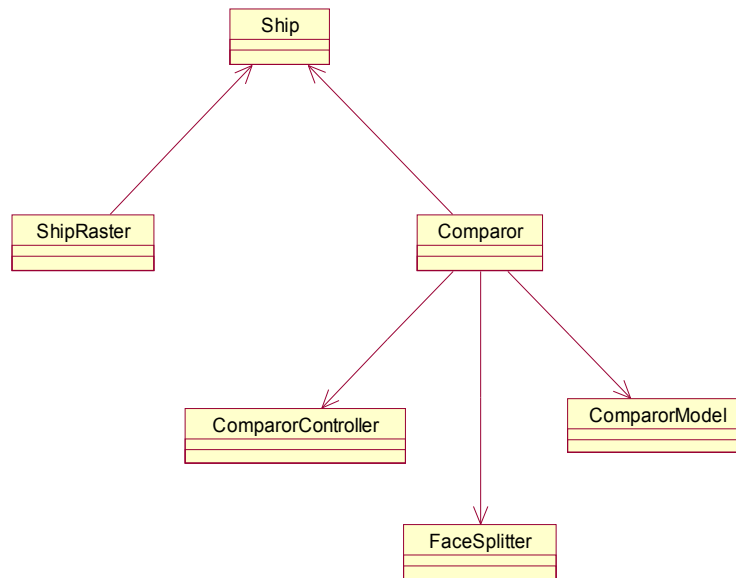 Ship
ShipRaster
Comparor
ComparorController
ComparorModel
FaceSplitter